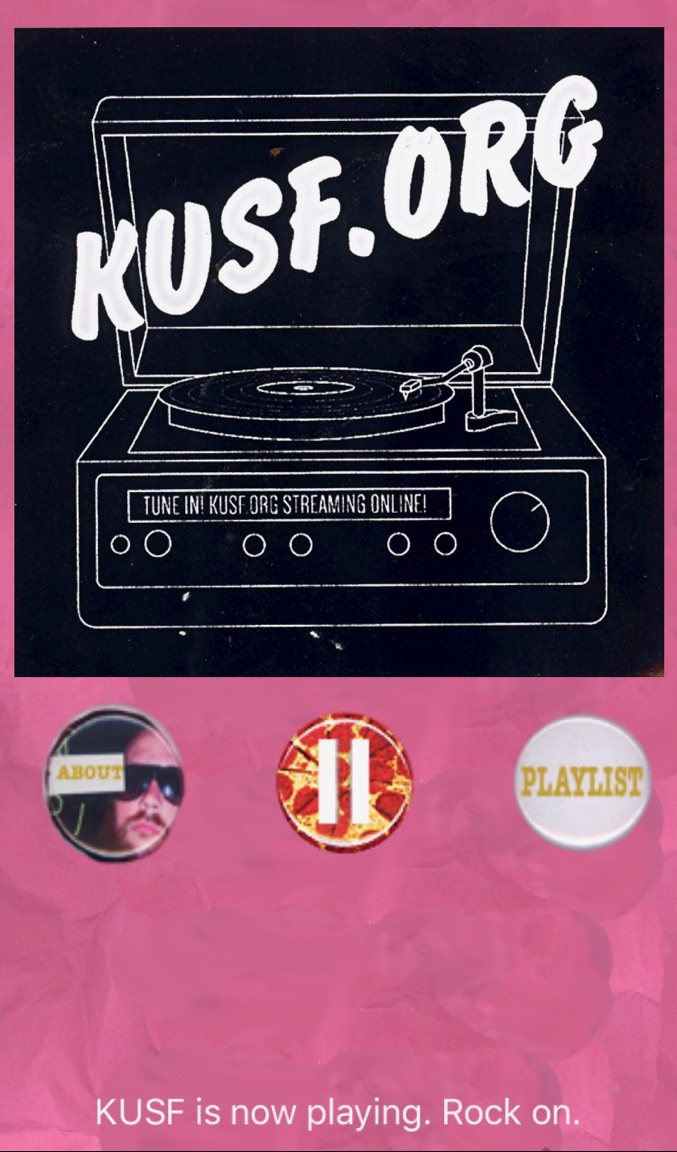 KUSF.ORG
TUNE IN! KUSF.ORG STREAMING ONLINE!
ABOUT
PLAYLIST
KUSF is now playing. Rock on.